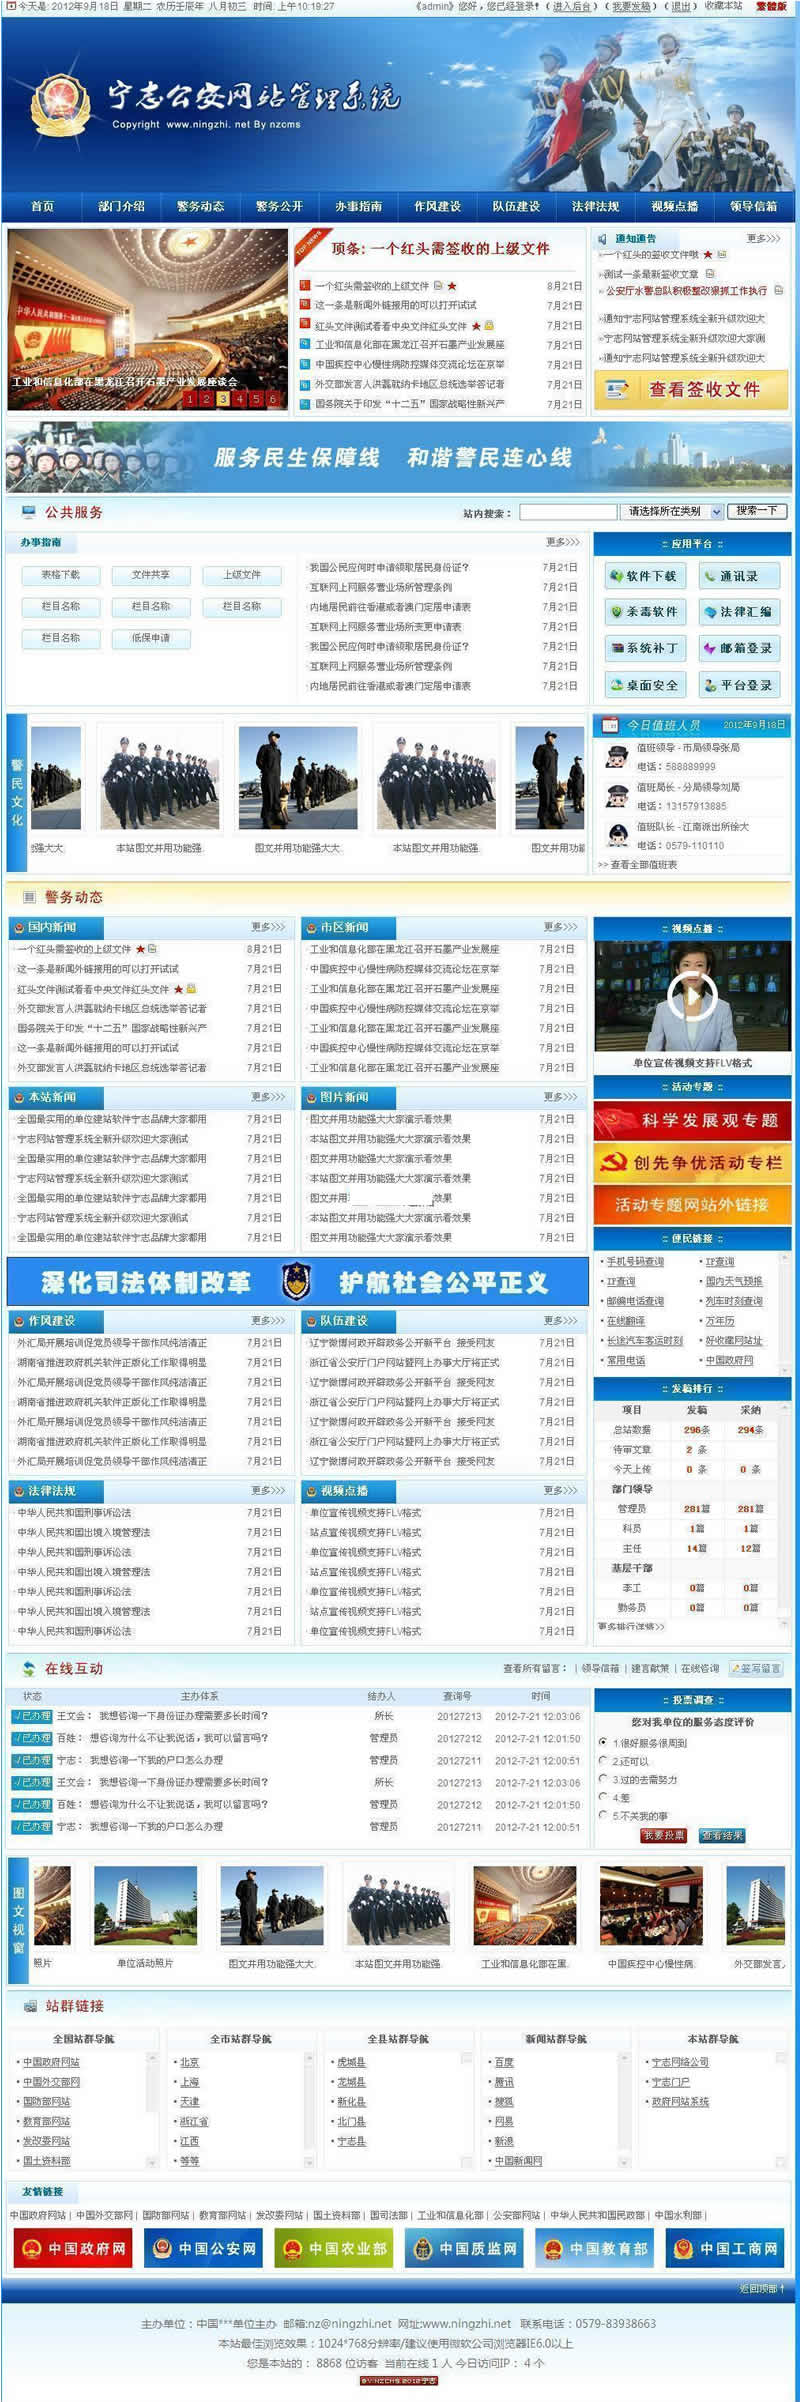 今天是: 2012年9月18日 星期二 农历壬辰年 八月初三 时间: 上午10:19:27
《admin》您好，您已经登录!（进入后台）（我要发稿）（退出）收藏本站 繁體版
宁志公安网站管理系统
Copyright www.ningzhi.net By nzcms
首页 部门介绍 警务动态 警务公开 办事指南 作风建设 队伍建设 法律法规 视频点播 领导信箱
工业和信息化部在黑龙江召开石墨产业发展座谈会
1 2 3 4 5 6
TOP NEWS
顶条: 一个红头需签收的上级文件
一个红头需签收的上级文件 8月21日
这一条是新闻外链接用的可以打开试试 7月21日
红头文件测试看看中央文件红头文件 7月21日
工业和信息化部在黑龙江召开石墨产业发展座 7月21日
中国疾控中心慢性病防控媒体交流论坛在京举 7月21日
外交部发言人洪磊就纳卡地区总统选举答记者 7月21日
国务院关于印发“十二五”国家战略性新兴产 7月21日
通知通告 更多>>>
一个红头的签收文件哦
测试一条最新签收文章
公安厅水警总队积极整改狠抓工作执行
通知宁志网站管理系统全新升级欢迎大
宁志网站管理系统全新升级欢迎大家测
通知宁志网站管理系统全新升级欢迎大
查看签收文件
服务民生保障线 和谐警民连心线
公共服务
站内搜索： 请选择所在类别 搜索一下
办事指南 更多>>>
表格下载 文件共享 上级文件
栏目名称 栏目名称 栏目名称
栏目名称 低保申请
我国公民应何时申请领取居民身份证? 7月21日
互联网上网服务营业场所管理条例 7月21日
内地居民前往香港或者澳门定居申请表 7月21日
互联网上网服务营业场所变更申请表 7月21日
我国公民应何时申请领取居民身份证? 7月21日
互联网上网服务营业场所管理条例 7月21日
内地居民前往香港或者澳门定居申请表 7月21日
:: 应用平台 ::
软件下载 通讯录
杀毒软件 法律汇编
系统补丁 邮箱登录
桌面安全 平台登录
警民文化
强大大. 本站图文并用功能强. 图文并用功能强大大. 本站图文并用功能强. 图文并用功
今日值班人员 2012年9月18日
值班领导 - 市局领导张局
电话：588889999
值班局长 - 分局领导刘局
电话：13157913885
值班队长 - 江南派出所徐大
电话：0579-110110
>> 查看全部值班表
警务动态
国内新闻 更多>>>
一个红头需签收的上级文件 8月21日
这一条是新闻外链接用的可以打开试试 7月21日
红头文件测试看看中央文件红头文件 7月21日
外交部发言人洪磊就纳卡地区总统选举答记者 7月21日
国务院关于印发“十二五”国家战略性新兴产 7月21日
这一条是新闻外链接用的可以打开试试 7月21日
外交部发言人洪磊就纳卡地区总统选举答记者 7月21日
市区新闻 更多>>>
工业和信息化部在黑龙江召开石墨产业发展座 7月21日
中国疾控中心慢性病防控媒体交流论坛在京举 7月21日
工业和信息化部在黑龙江召开石墨产业发展座 7月21日
中国疾控中心慢性病防控媒体交流论坛在京举 7月21日
工业和信息化部在黑龙江召开石墨产业发展座 7月21日
中国疾控中心慢性病防控媒体交流论坛在京举 7月21日
工业和信息化部在黑龙江召开石墨产业发展座 7月21日
:: 视频点播 ::
单位宣传视频支持FLV格式
:: 活动专题 ::
科学发展观专题
创先争优活动专栏
活动专题网站外链接
本站新闻 更多>>>
全国最实用的单位建站软件宁志品牌大家都用 7月21日
宁志网站管理系统全新升级欢迎大家测试 7月21日
全国最实用的单位建站软件宁志品牌大家都用 7月21日
宁志网站管理系统全新升级欢迎大家测试 7月21日
全国最实用的单位建站软件宁志品牌大家都用 7月21日
宁志网站管理系统全新升级欢迎大家测试 7月21日
全国最实用的单位建站软件宁志品牌大家都用 7月21日
图片新闻 更多>>>
图文并用功能强大大家演示看效果 7月21日
本站图文并用功能强大大家演示看效果 7月21日
图文并用功能强大大家演示看效果 7月21日
本站图文并用功能强大大家演示看效果 7月21日
图文并用 效果 7月21日
本站图文并用功能强大大家演示看效果 7月21日
图文并用功能强大大家演示看效果 7月21日
深化司法体制改革 护航社会公平正义
:: 便民链接 ::
手机号码查询 IP查询
IP查询 国内天气预报
邮编电话查询 列车时刻查询
在线翻译 万年历
长途汽车客运时刻 好收藏网站址
常用电话 中国政府网
作风建设 更多>>>
外汇局开展培训促党员领导干部作风纯洁清正 7月21日
湖南省推进政府机关软件正版化工作取得明显 7月21日
外汇局开展培训促党员领导干部作风纯洁清正 7月21日
湖南省推进政府机关软件正版化工作取得明显 7月21日
外汇局开展培训促党员领导干部作风纯洁清正 7月21日
湖南省推进政府机关软件正版化工作取得明显 7月21日
外汇局开展培训促党员领导干部作风纯洁清正 7月21日
队伍建设 更多>>>
辽宁微博问政开辟政务公开新平台 接受网友 7月21日
浙江省公安厅门户网站暨网上办事大厅将正式 7月21日
辽宁微博问政开辟政务公开新平台 接受网友 7月21日
浙江省公安厅门户网站暨网上办事大厅将正式 7月21日
辽宁微博问政开辟政务公开新平台 接受网友 7月21日
浙江省公安厅门户网站暨网上办事大厅将正式 7月21日
辽宁微博问政开辟政务公开新平台 接受网友 7月21日
:: 发稿排行 ::
项目 发稿 采纳
总站数据 296条 294条
待审文章 2 条
今天上传 0 条 0 条
部门领导
管理员 281篇 281篇
科员 1篇 1篇
主任 14篇 12篇
基层干部
李工 0篇 0篇
勤务员 0篇 0篇
更多排行详情>>
法律法规 更多>>>
中华人民共和国刑事诉讼法 7月21日
中华人民共和国出境入境管理法 7月21日
中华人民共和国刑事诉讼法 7月21日
中华人民共和国出境入境管理法 7月21日
中华人民共和国刑事诉讼法 7月21日
中华人民共和国出境入境管理法 7月21日
中华人民共和国刑事诉讼法 7月21日
视频点播 更多>>>
单位宣传视频支持FLV格式 7月21日
站点宣传视频支持FLV格式 7月21日
单位宣传视频支持FLV格式 7月21日
站点宣传视频支持FLV格式 7月21日
单位宣传视频支持FLV格式 7月21日
站点宣传视频支持FLV格式 7月21日
单位宣传视频支持FLV格式 7月21日
在线互动
查看所有留言： | 领导信箱 | 建言献策 | 在线咨询 签写留言
状态 主办体系 结办人 查询号 时间
√已办理 王文会： 我想咨询一下身份证办理需要多长时间? 所长 20127213 2012-7-21 12:03:06
√已办理 百姓： 想咨询为什么不让我说话，我可以留言吗? 管理员 20127212 2012-7-21 12:01:50
√已办理 宁志： 我想咨询一下我的户口怎么办理 管理员 20127211 2012-7-21 12:00:51
√已办理 王文会： 我想咨询一下身份证办理需要多长时间? 所长 20127213 2012-7-21 12:03:06
√已办理 百姓： 想咨询为什么不让我说话，我可以留言吗? 管理员 20127212 2012-7-21 12:01:50
√已办理 宁志： 我想咨询一下我的户口怎么办理 管理员 20127211 2012-7-21 12:00:51
:: 投票调查 ::
您对我单位的服务态度评价
1.很好服务很周到
2.还可以
3.过的去需努力
4.差
5.不关我的事
我要投票 查看结果
图文视窗
照片 单位活动照片 图文并用功能强大大. 本站图文并用功能强. 工业和信息化部在黑. 中国疾控中心慢性病. 外交部发言人
站群链接
全国站群导航 全市站群导航 全县站群导航 新闻站群导航 本站群导航
中国政府网站 北京 虎城县 百度 宁志网络公司
中国外交部网 上海 龙城县 腾讯 宁志门户
国防部网站 天津 新化县 搜狐 政府网站系统
教育部网站 浙江省 北门县 网易
发改委网站 江西 宁志县 新浪
国土资料部 等等 中国新闻网
友情链接
中国政府网站 | 中国外交部网 | 国防部网站 | 教育部网站 | 发改委网站 | 国土资料部 | 国司法部 | 工业和信息化部 | 公安部网站 | 中华人民共和国民政部 | 中国水利部 |
中国政府网 中国公安网 中国农业部 中国质监网 中国教育部 中国工商网
返回顶部↑
主办单位：中国***单位主办 邮箱:nz@ningzhi.net 网址:www.ningzhi.net 联系电话：0579-83938663
本站最佳浏览效果：1024*768分辨率/建议使用微软公司浏览器IE6.0以上
您是本站的： 8868 位访客 当前在线 1 人 今日访问IP： 4 个